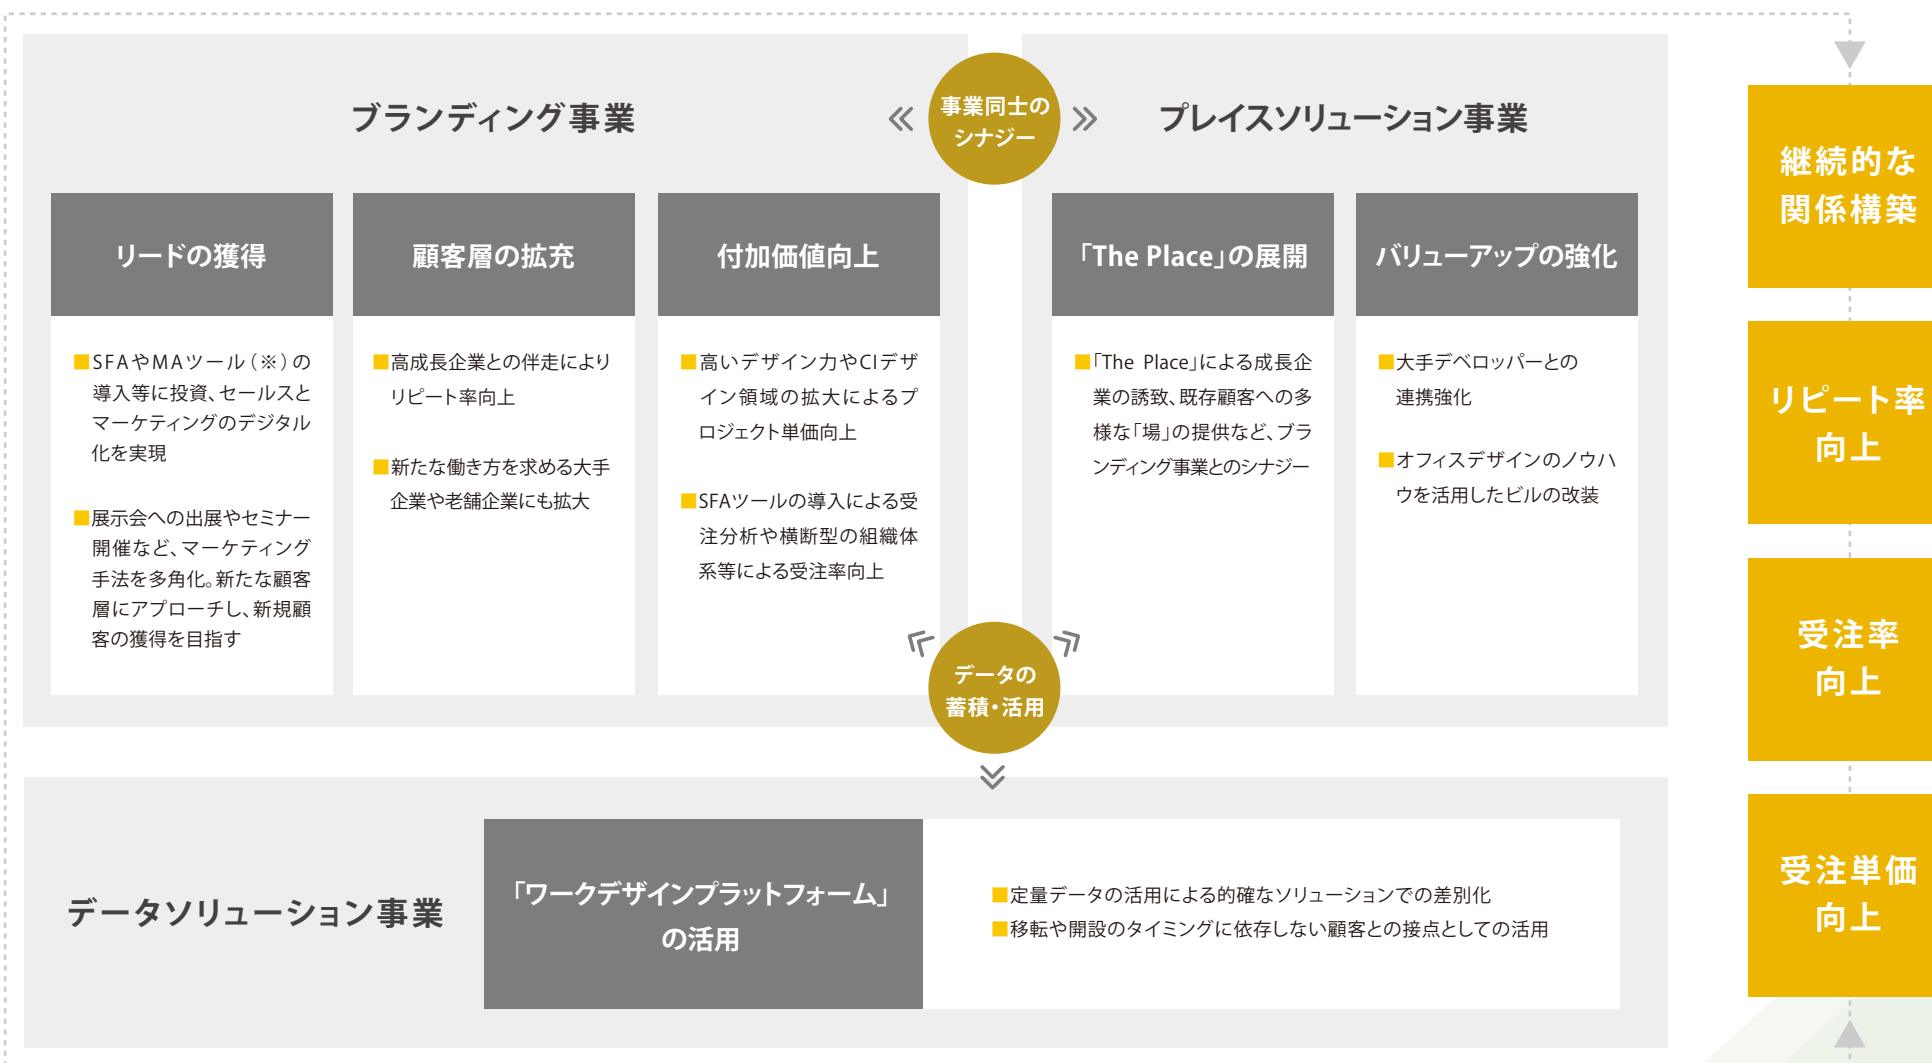 ブランディング事業
事業同士の
シナジー
プレイスソリューション事業
リードの獲得
■SFAやMAツール(※)の
導入等に投資、セールスと
マーケティングのデジタル
化を実現
■展示会への出展やセミナー
開催など、マーケティング
手法を多角化。新たな顧客
層にアプローチし、新規顧
客の獲得を目指す
顧客層の拡充
■高成長企業との伴走により
リピート率向上
■新たな働き方を求める大手
企業や老舗企業にも拡大
付加価値向上
■高いデザイン力やCIデザ
イン領域の拡大によるプ
ロジェクト単価向上
■SFAツールの導入による受
注分析や横断型の組織体
系等による受注率向上
「The Place」の展開
■「The Place」による成長企
業の誘致、既存顧客への多
様な「場」の提供など、ブラ
ンディング事業とのシナジー
バリューアップの強化
■大手デベロッパーとの
連携強化
■オフィスデザインのノウハ
ウを活用したビルの改装
データの
蓄積・活用
データソリューション事業
「ワークデザインプラットフォーム」
の活用
■定量データの活用による的確なソリューションでの差別化
■移転や開設のタイミングに依存しない顧客との接点としての活用
継続的な
関係構築
リピート率
向上
受注率
向上
受注単価
向上